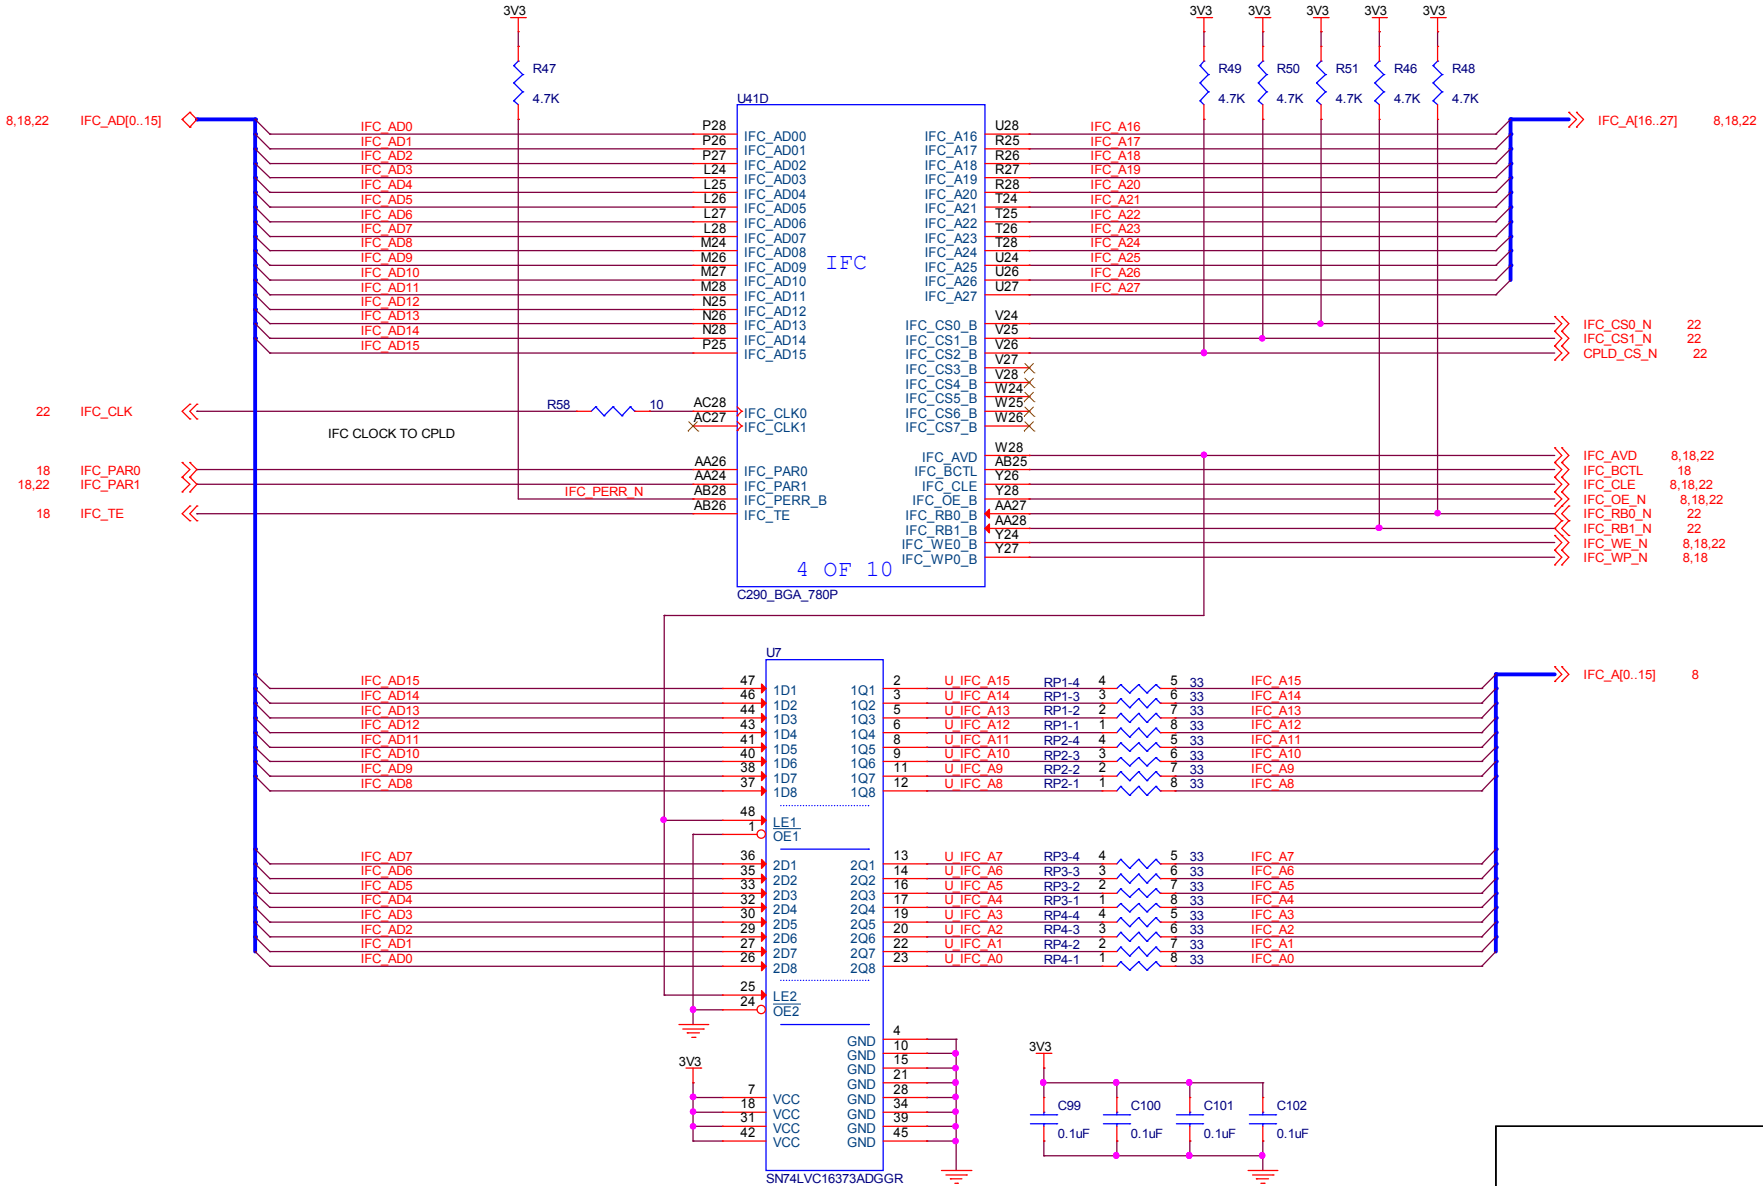 3V3 3V3 3V3 3V3 3V3 3V3
R47 R49 R50 R51 R46 R48
4.7K 4.7K 4.7K 4.7K 4.7K 4.7K
U41D
8,18,22 IFC_AD[0..15] IFC_A[16..27] 8,18,22
IFC_AD0 P28 IFC_AD00 IFC_A16 U28 IFC_A16
IFC_AD1 P26 IFC_AD01 IFC_A17 R25 IFC_A17
IFC_AD2 P27 IFC_AD02 IFC_A18 R26 IFC_A18
IFC_AD3 L24 IFC_AD03 IFC_A19 R27 IFC_A19
IFC_AD4 L25 IFC_AD04 IFC_A20 R28 IFC_A20
IFC_AD5 L26 IFC_AD05 IFC_A21 T24 IFC_A21
IFC_AD6 L27 IFC_AD06 IFC_A22 T25 IFC_A22
IFC_AD7 L28 IFC_AD07 IFC_A23 T26 IFC_A23
IFC_AD8 M24 IFC_AD08 IFC_A24 T28 IFC_A24
IFC_AD9 M26 IFC_AD09 IFC IFC_A25 U24 IFC_A25
IFC_AD10 M27 IFC_AD10 IFC_A26 U26 IFC_A26
IFC_AD11 M28 IFC_AD11 IFC_A27 U27 IFC_A27
IFC_AD12 N25 IFC_AD12
IFC_AD13 N26 IFC_AD13 IFC_CS0_B V24 IFC_CS0_N 22
IFC_AD14 N28 IFC_AD14 IFC_CS1_B V25 IFC_CS1_N 22
IFC_AD15 P25 IFC_AD15 IFC_CS2_B V26 CPLD_CS_N 22
IFC_CS3_B V27
IFC_CS4_B V28
IFC_CS5_B W24
22 IFC_CLK R58 10 AC28 IFC_CLK0 IFC_CS6_B W25
AC27 IFC_CLK1 IFC_CS7_B W26
IFC CLOCK TO CPLD
IFC_AVD W28 IFC_AVD 8,18,22
18 IFC_PAR0 AA26 IFC_PAR0 IFC_BCTL AB25 IFC_BCTL 18
18,22 IFC_PAR1 AA24 IFC_PAR1 IFC_CLE Y26 IFC_CLE 8,18,22
IFC_PERR_N AB28 IFC_PERR_B IFC_OE_B Y28 IFC_OE_N 8,18,22
18 IFC_TE AB26 IFC_TE IFC_RB0_B AA27 IFC_RB0_N 22
IFC_RB1_B AA28 IFC_RB1_N 22
IFC_WE0_B Y24 IFC_WE_N 8,18,22
IFC_WP0_B Y27 IFC_WP_N 8,18
4 OF 10
C290_BGA_780P
U7
IFC_A[0..15] 8
IFC_AD15 47 1D1 1Q1 2 U_IFC_A15 RP1-4 4 5 33 IFC_A15
IFC_AD14 46 1D2 1Q2 3 U_IFC_A14 RP1-3 3 6 33 IFC_A14
IFC_AD13 44 1D3 1Q3 5 U_IFC_A13 RP1-2 2 7 33 IFC_A13
IFC_AD12 43 1D4 1Q4 6 U_IFC_A12 RP1-1 1 8 33 IFC_A12
IFC_AD11 41 1D5 1Q5 8 U_IFC_A11 RP2-4 4 5 33 IFC_A11
IFC_AD10 40 1D6 1Q6 9 U_IFC_A10 RP2-3 3 6 33 IFC_A10
IFC_AD9 38 1D7 1Q7 11 U_IFC_A9 RP2-2 2 7 33 IFC_A9
IFC_AD8 37 1D8 1Q8 12 U_IFC_A8 RP2-1 1 8 33 IFC_A8
48 LE1
1 OE1
IFC_AD7 36 2D1 2Q1 13 U_IFC_A7 RP3-4 4 5 33 IFC_A7
IFC_AD6 35 2D2 2Q2 14 U_IFC_A6 RP3-3 3 6 33 IFC_A6
IFC_AD5 33 2D3 2Q3 16 U_IFC_A5 RP3-2 2 7 33 IFC_A5
IFC_AD4 32 2D4 2Q4 17 U_IFC_A4 RP3-1 1 8 33 IFC_A4
IFC_AD3 30 2D5 2Q5 19 U_IFC_A3 RP4-4 4 5 33 IFC_A3
IFC_AD2 29 2D6 2Q6 20 U_IFC_A2 RP4-3 3 6 33 IFC_A2
IFC_AD1 27 2D7 2Q7 22 U_IFC_A1 RP4-2 2 7 33 IFC_A1
IFC_AD0 26 2D8 2Q8 23 U_IFC_A0 RP4-1 1 8 33 IFC_A0
25 LE2
24 OE2
GND 4
GND 10
GND 15
GND 21
3V3 3V3
7 VCC GND 28
18 VCC GND 34
31 VCC GND 39
42 VCC GND 45
C99 C100 C101 C102
0.1uF 0.1uF 0.1uF 0.1uF
SN74LVC16373ADGGR